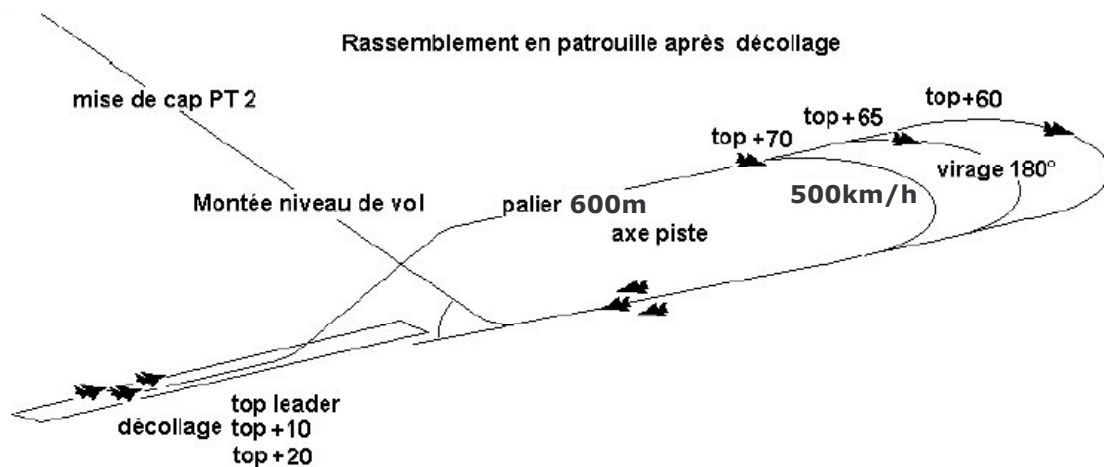 Rassemblement en patrouille après décollage
mise de cap PT 2
top+60
top+65
top +70
virage 180°
Montée niveau de vol
palier 600m
500km/h
axe piste
top leader
décollage top +10
top +20